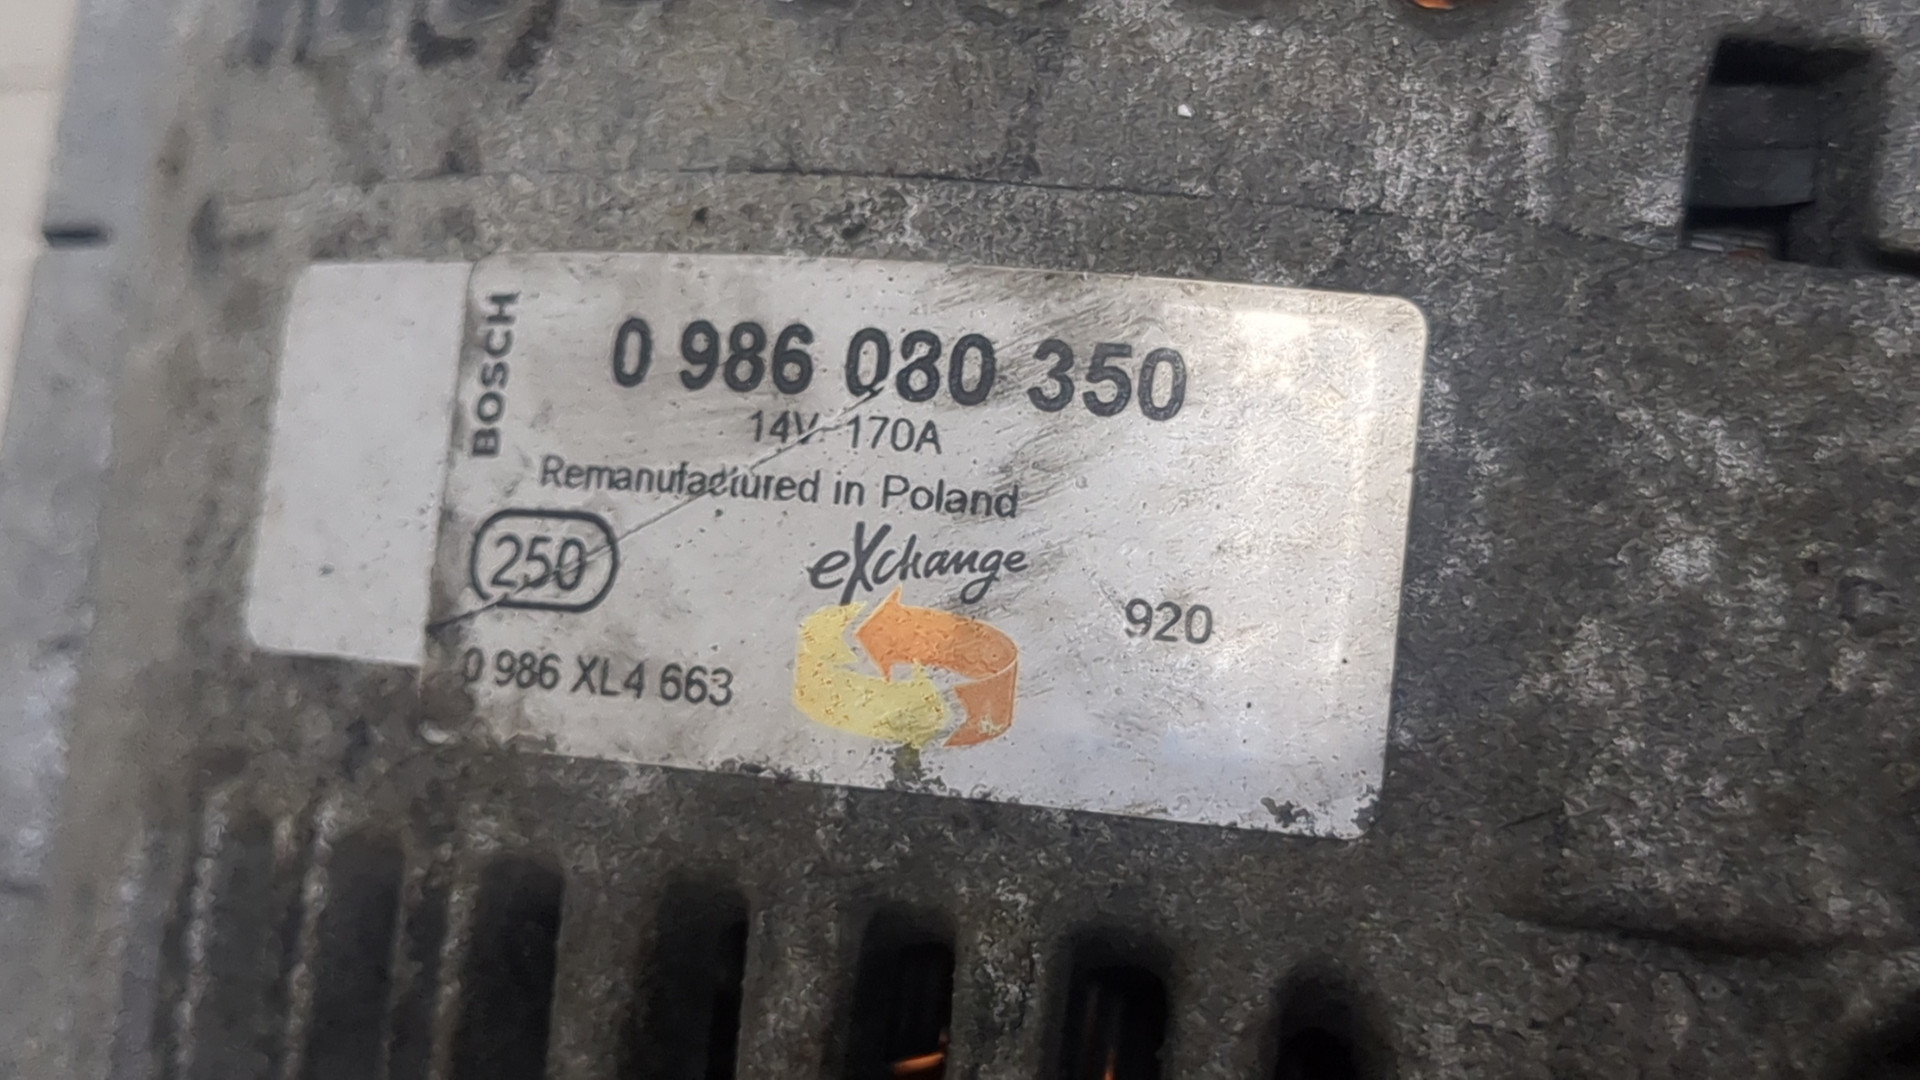 BOSCH
0 986 080 350
14V 170A
Remanufactured in Poland
250
eXchange
920
0 986 XL4 663